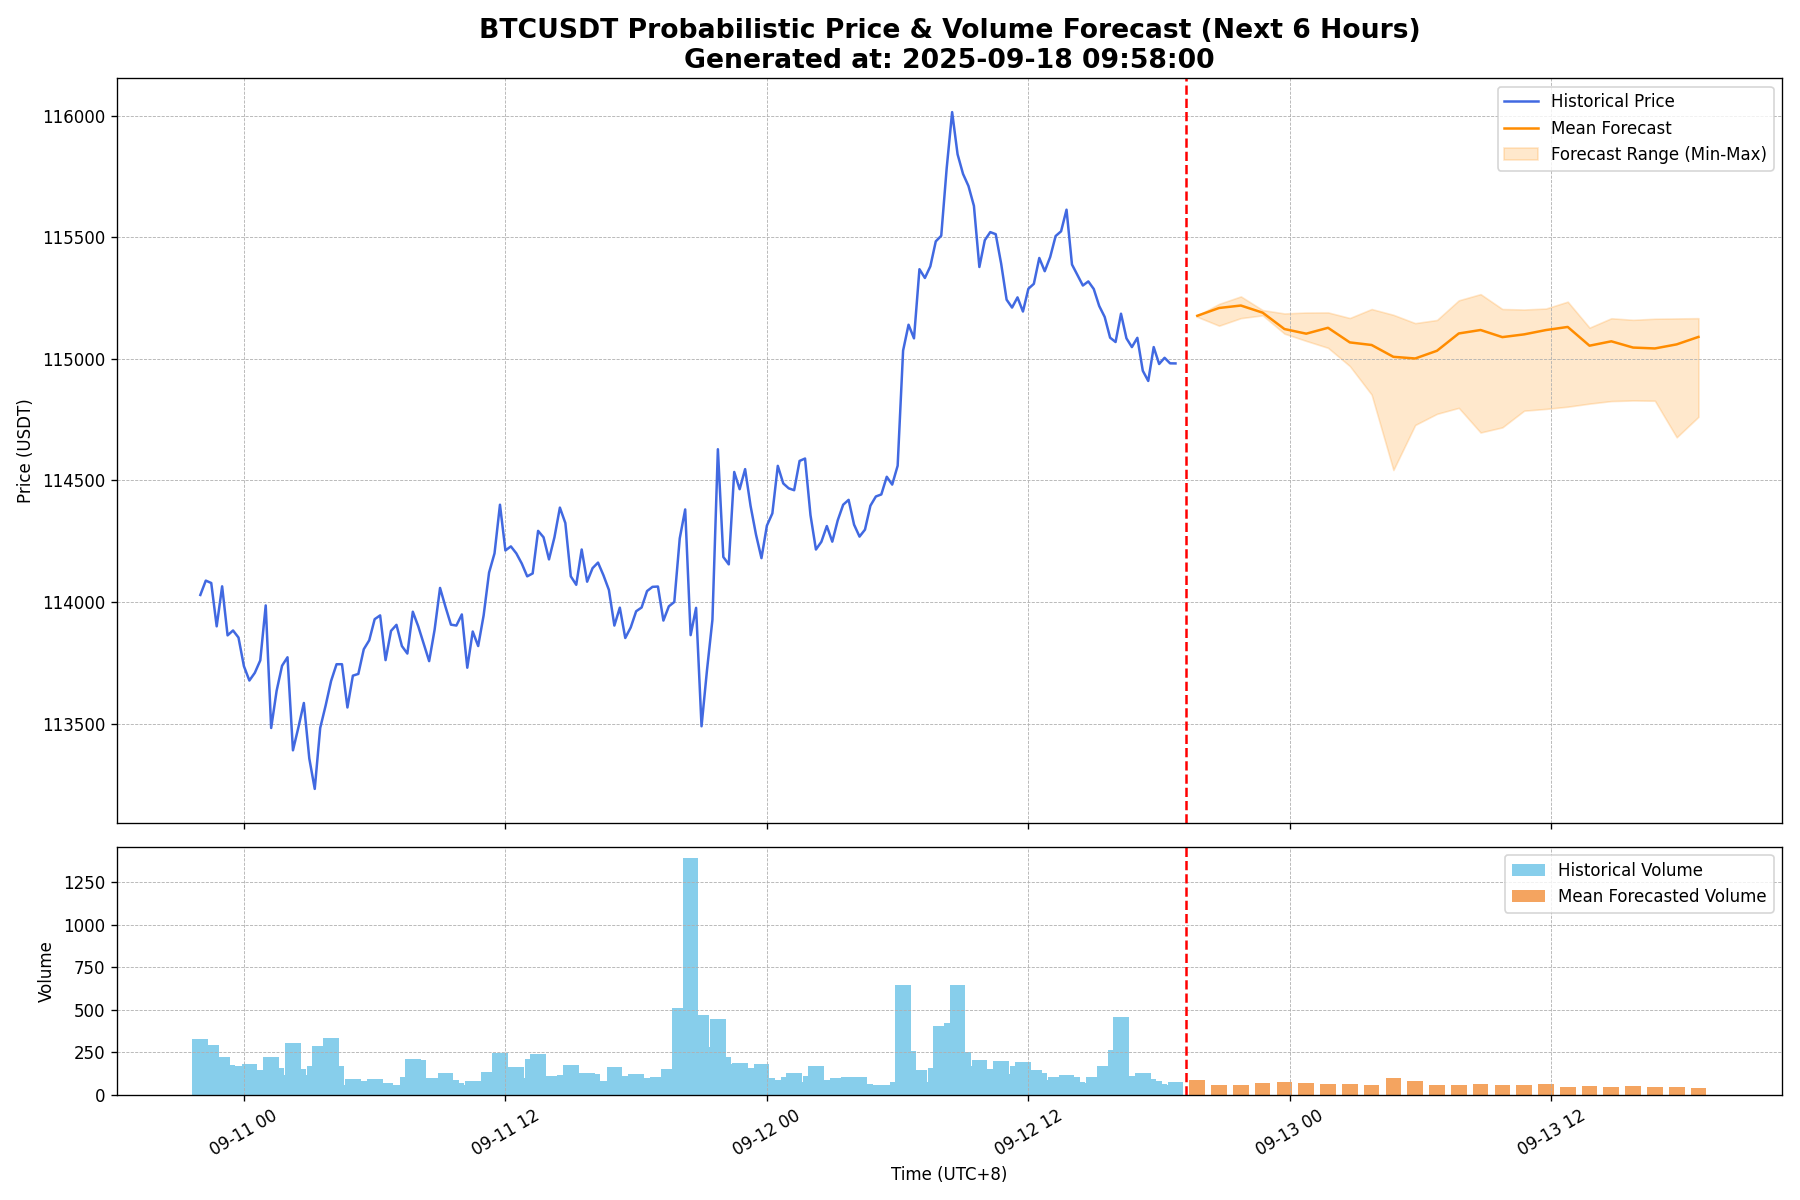 BTCUSDT Probabilistic Price & Volume Forecast (Next 6 Hours)
Generated at: 2025-09-18 09:58:00
Historical Price
Mean Forecast
Forecast Range (Min-Max)
116000
115500
115000
114500
114000
113500
Price (USDT)
Historical Volume
Mean Forecasted Volume
1250
1000
750
500
250
0
Volume
09-11 00
09-11 12
09-12 00
09-12 12
09-13 00
09-13 12
Time (UTC+8)